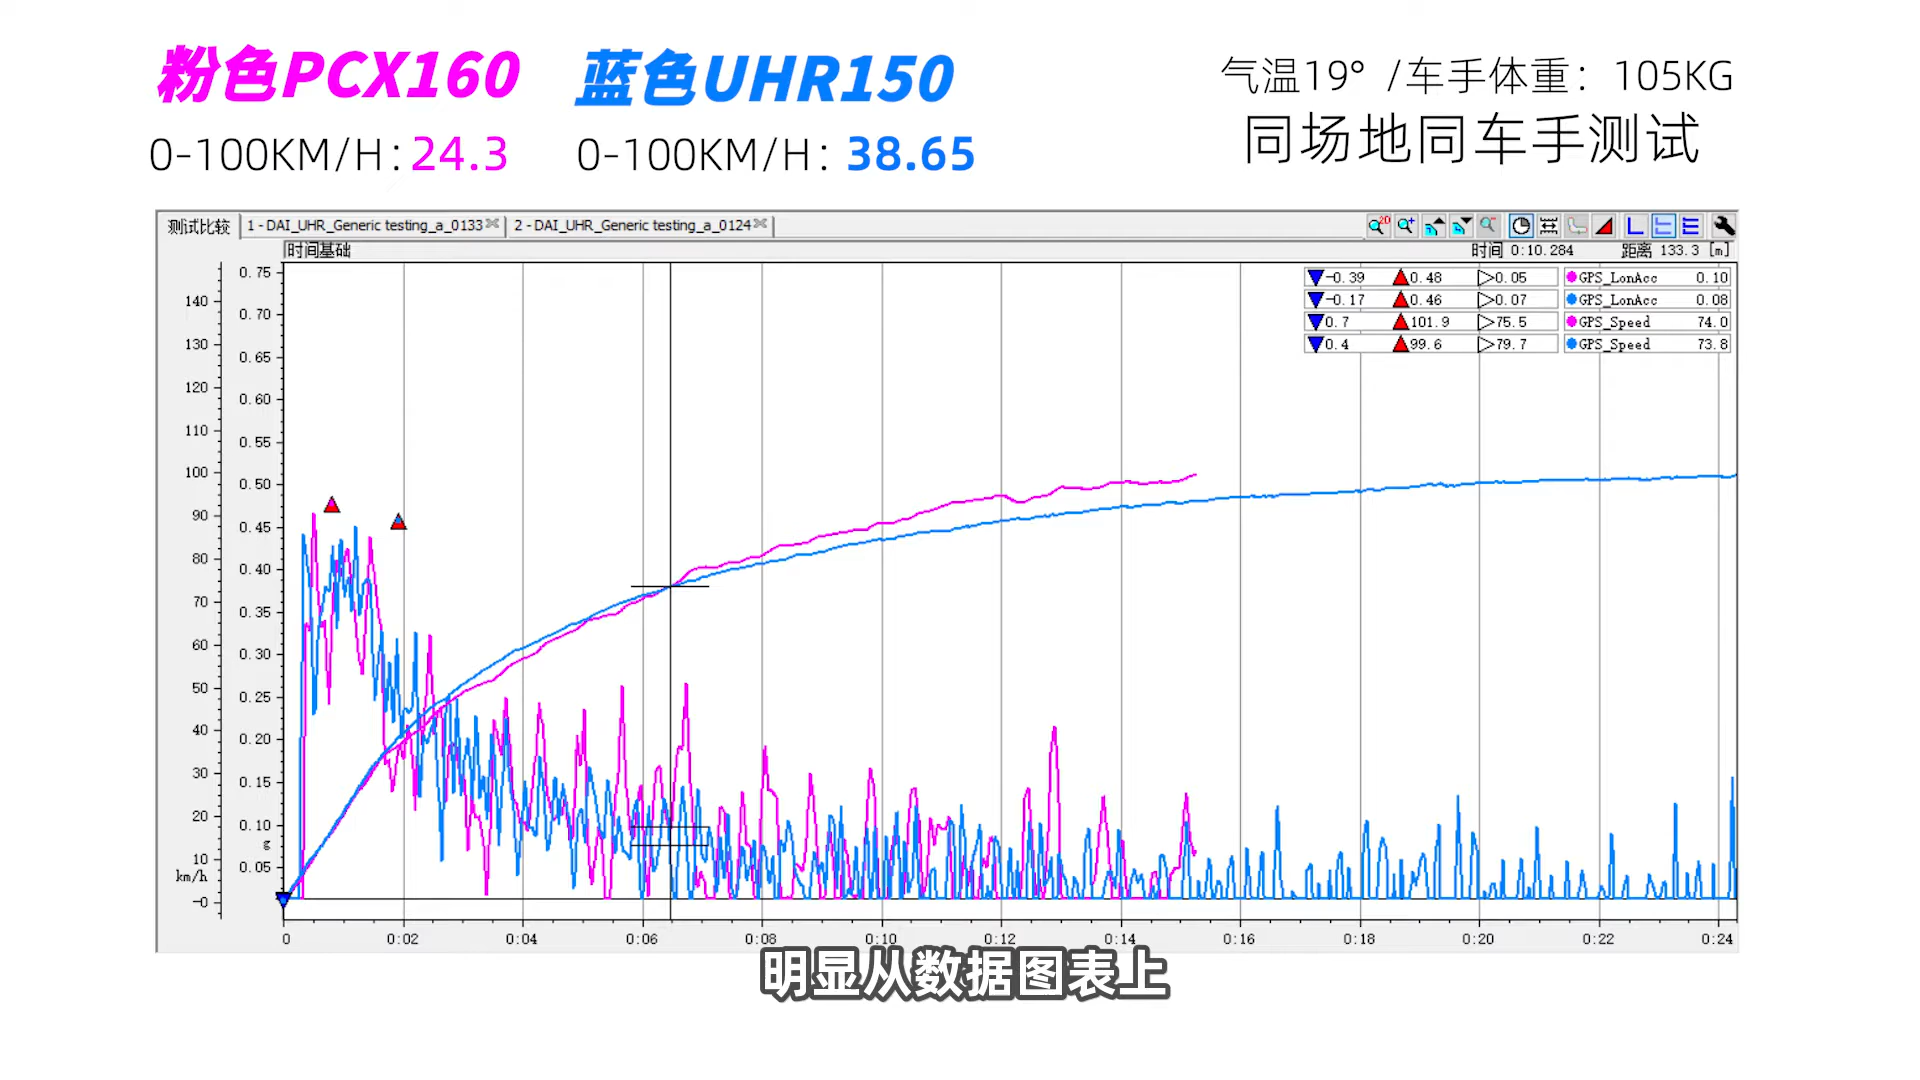 粉色PCX160 蓝色UHR150
气温19° /车手体重：105KG
0-100KM/H:24.3 0-100KM/H: 38.65
同场地同车手测试
测试比较 1 - DAI_UHR_Generic testing_a_0133 2 - DAI_UHR_Generic testing_a_0124
时间基础 时间 0:10.284 距离 133.3 [m]
-0.39 0.48 0.05 GPS_LonAcc 0.10
-0.17 0.46 0.07 GPS_LonAcc 0.08
0.7 101.9 75.5 GPS_Speed 74.0
0.4 99.6 79.7 GPS_Speed 73.8
140
130
120
110
100
90
80
70
60
50
40
30
20
10
km/h
-0
0.75
0.70
0.65
0.60
0.55
0.50
0.45
0.40
0.35
0.30
0.25
0.20
0.15
0.10
g
0.05
0 0:02 0:04 0:06 0:08 0:10 0:12 0:14 0:16 0:18 0:20 0:22 0:24
明显从数据图表上